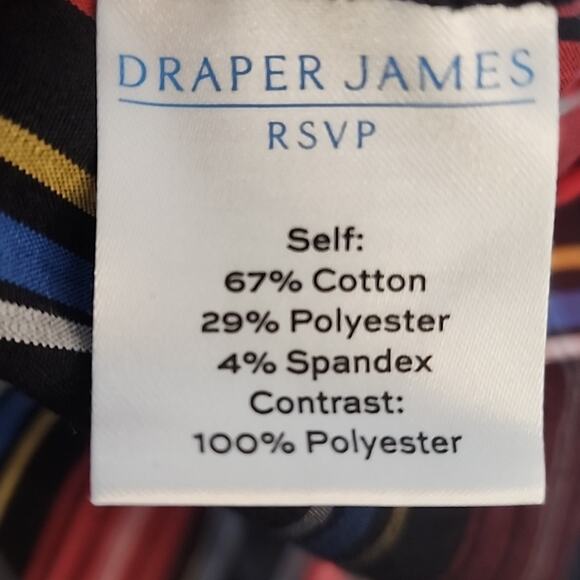 DRAPER JAMES
RSVP
Self:
67% Cotton
29% Polyester
4% Spandex
Contrast:
100% Polyester